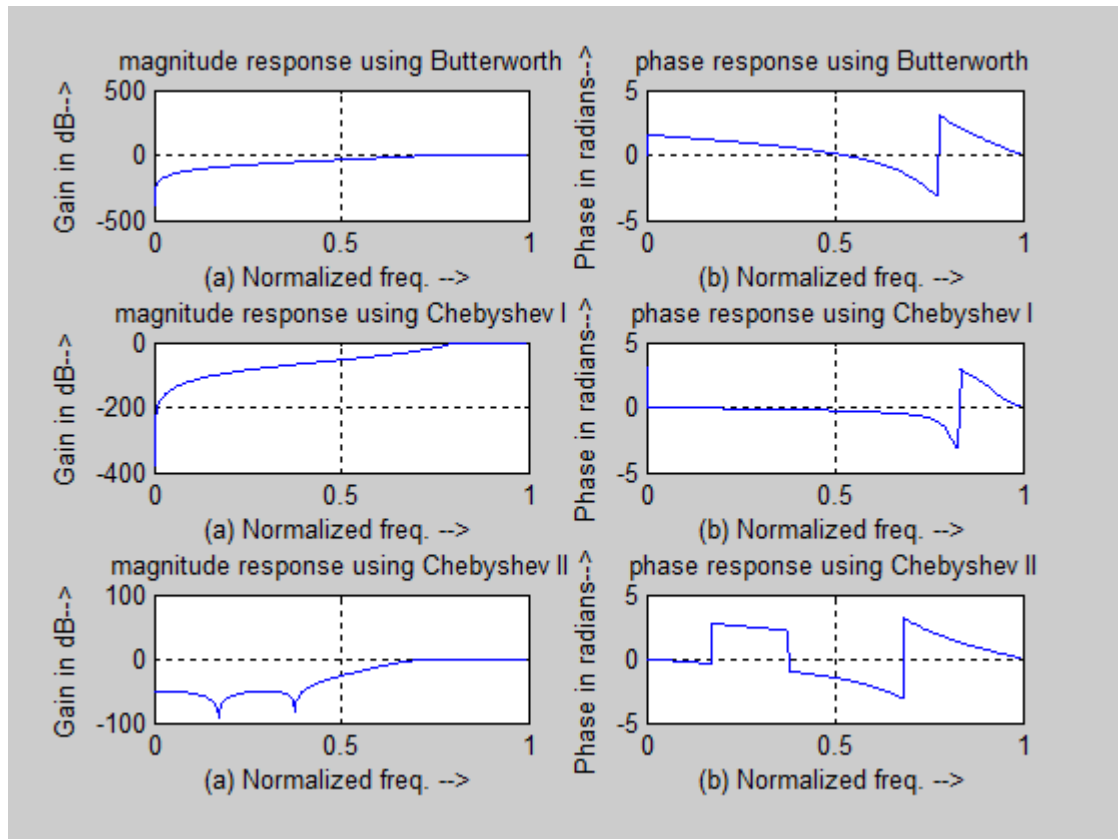 magnitude response using Butterworth
Gain in dB-->
500
0
-500
0
0.5
1
(a) Normalized freq. -->
phase response using Butterworth
Phase in radians-->
5
0
-5
0
0.5
1
(b) Normalized freq. -->
magnitude response using Chebyshev I
Gain in dB-->
0
-200
-400
0
0.5
1
(a) Normalized freq. -->
phase response using Chebyshev I
Phase in radians-->
5
0
-5
0
0.5
1
(b) Normalized freq. -->
magnitude response using Chebyshev II
Gain in dB-->
100
0
-100
0
0.5
1
(a) Normalized freq. -->
phase response using Chebyshev II
Phase in radians-->
5
0
-5
0
0.5
1
(b) Normalized freq. -->